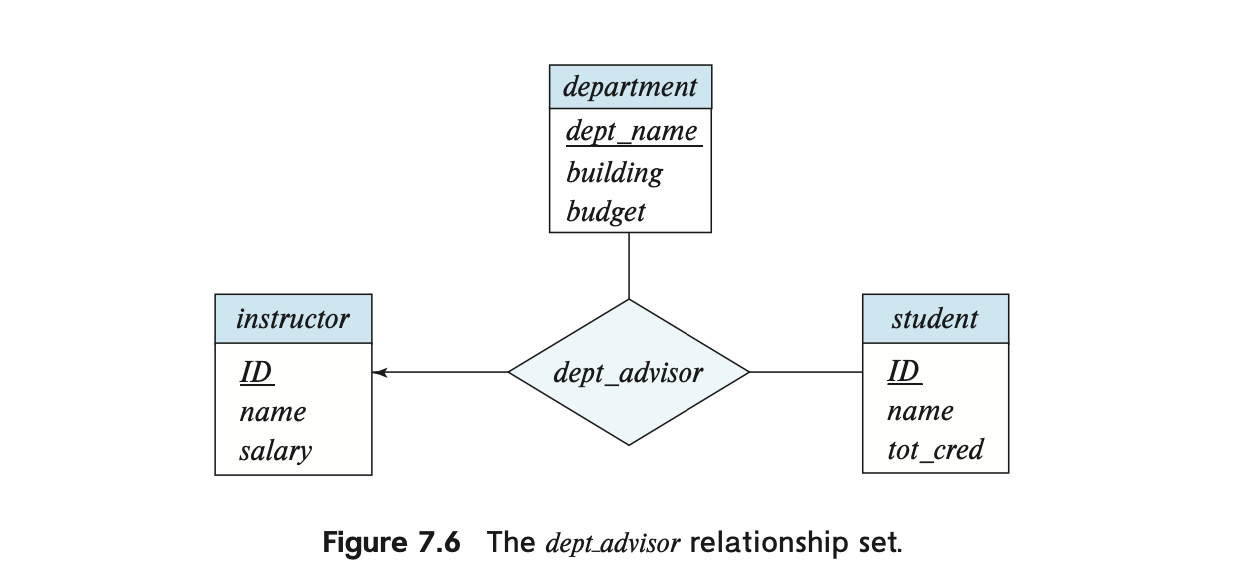 department
dept_name
building
budget
instructor
ID
name
salary
dept_advisor
student
ID
name
tot_cred
Figure 7.6 The dept_advisor relationship set.